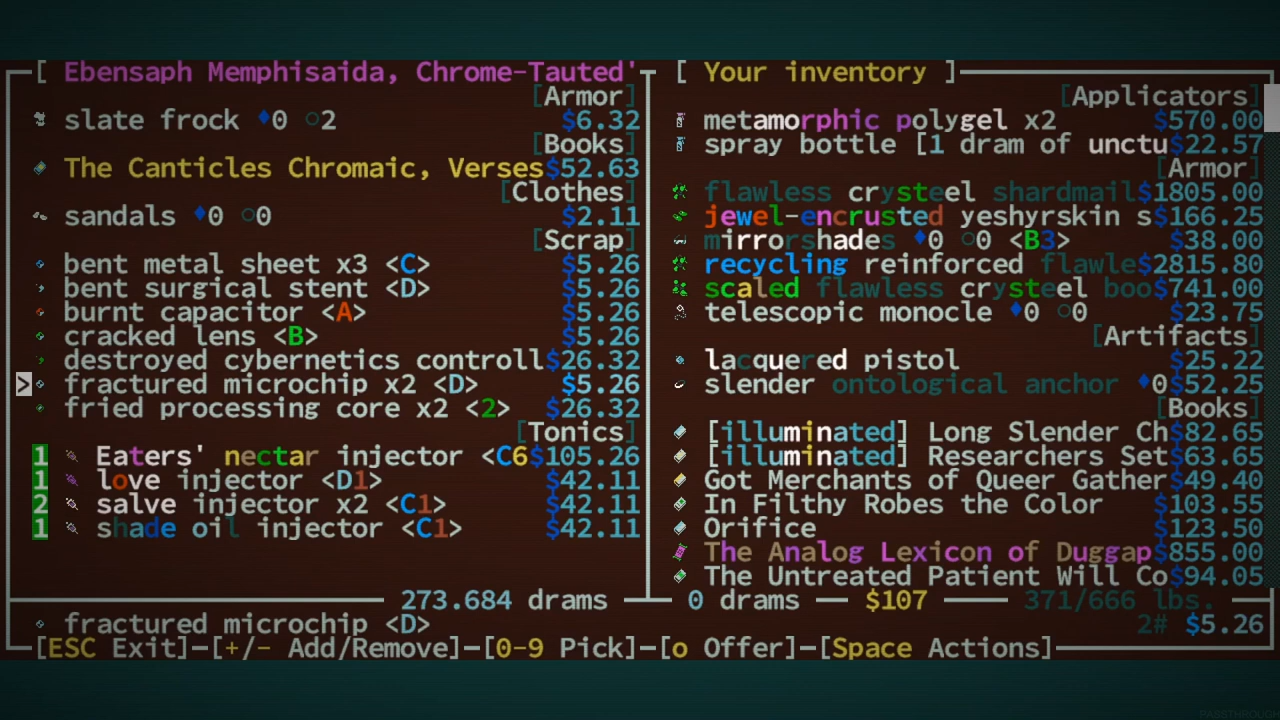 [ Ebensaph Memphisaida, Chrome-Tauted'
[Armor]
slate frock ♦0 ○2 $6.32
[Books]
The Canticles Chromaic, Verses $52.63
[Clothes]
sandals ♦0 ○0 $2.11
[Scrap]
bent metal sheet x3 <C> $5.26
bent surgical stent <D> $5.26
burnt capacitor <A> $5.26
cracked lens <B> $5.26
destroyed cybernetics controll $26.32
> fractured microchip x2 <D> $5.26
fried processing core x2 <2> $26.32
[Tonics]
1 Eaters' nectar injector <C6 $105.26
1 love injector <D1> $42.11
2 salve injector x2 <C1> $42.11
1 shade oil injector <C1> $42.11
273.684 drams
[ Your inventory ]
[Applicators]
metamorphic polygel x2 $570.00
spray bottle [1 dram of unctu $22.57
[Armor]
flawless crysteel shardmail $1805.00
jewel-encrusted yeshyrskin s $166.25
mirrorshades ♦0 ○0 <B3> $38.00
recycling reinforced flawle $2815.80
scaled flawless crysteel boo $741.00
telescopic monocle ♦0 ○0 $23.75
[Artifacts]
lacquered pistol $25.22
slender ontological anchor ♦0 $52.25
[Books]
[illuminated] Long Slender Ch $82.65
[illuminated] Researchers Set $63.65
Got Merchants of Queer Gather $49.40
In Filthy Robes the Color $103.55
Orifice $123.50
The Analog Lexicon of Duggap $855.00
The Untreated Patient Will Co $94.05
0 drams $107 371/666 lbs.
fractured microchip <D> 2# $5.26
[ESC Exit]—[+/- Add/Remove]—[0-9 Pick]—[o Offer]—[Space Actions]